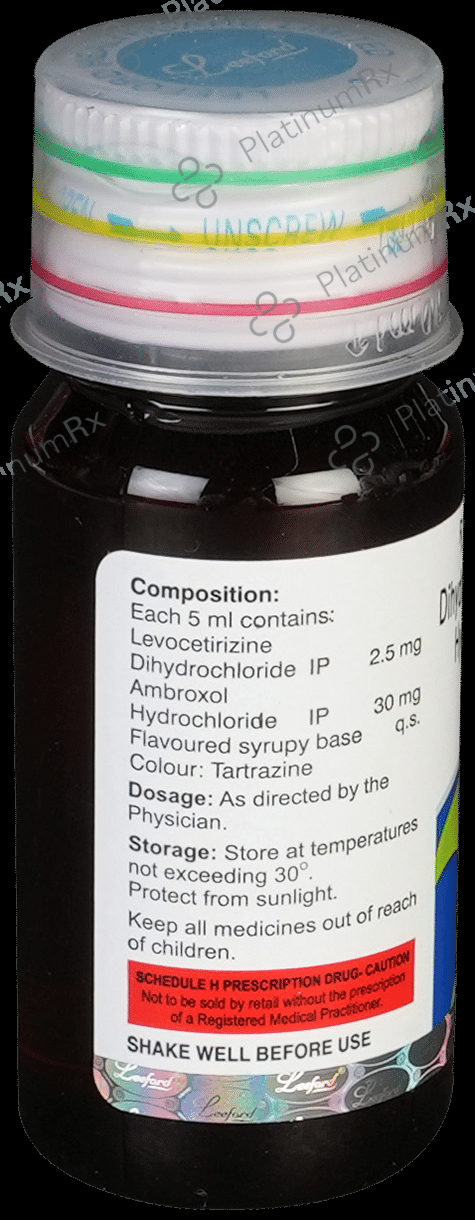 Leeford
PlatinumRx
UNSCREW
PlatinumRx
PlatinumRx
Composition:
Each 5 ml contains:
Levocetirizine
Dihydrochloride IP 2.5 mg
Ambroxol
Hydrochloride IP 30 mg
Flavoured syrupy base q.s.
Colour: Tartrazine
Dosage: As directed by the
Physician.
Storage: Store at temperatures
not exceeding 30°.
Protect from sunlight.
Keep all medicines out of reach
of children.
SCHEDULE H PRESCRIPTION DRUG- CAUTION
Not to be sold by retail without the prescription
of a Registered Medical Practitioner.
SHAKE WELL BEFORE USE
Leeford Leeford
Leeford